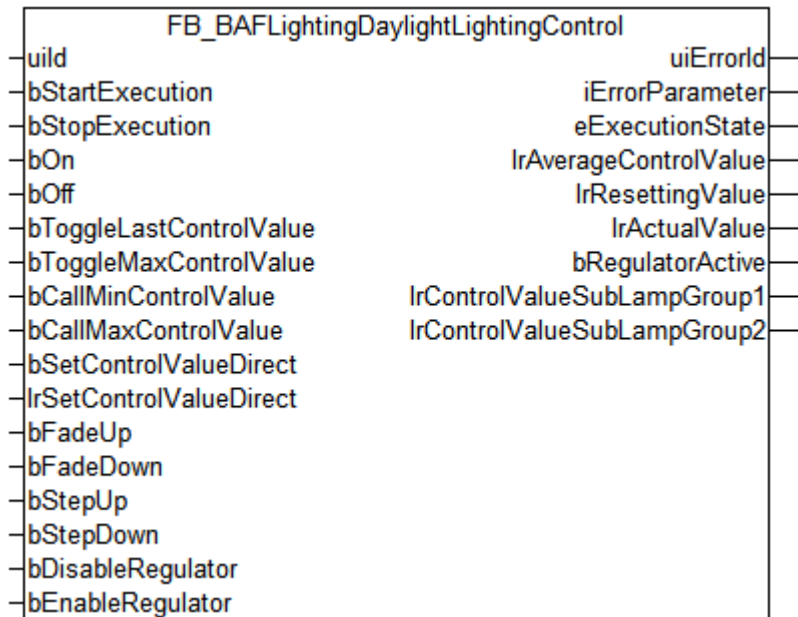 FB_BAFLightingDaylightLightingControl
uiId uiErrorId
bStartExecution iErrorParameter
bStopExecution eExecutionState
bOn lrAverageControlValue
bOff lrResettingValue
bToggleLastControlValue lrActualValue
bToggleMaxControlValue bRegulatorActive
bCallMinControlValue lrControlValueSubLampGroup1
bCallMaxControlValue lrControlValueSubLampGroup2
bSetControlValueDirect
lrSetControlValueDirect
bFadeUp
bFadeDown
bStepUp
bStepDown
bDisableRegulator
bEnableRegulator